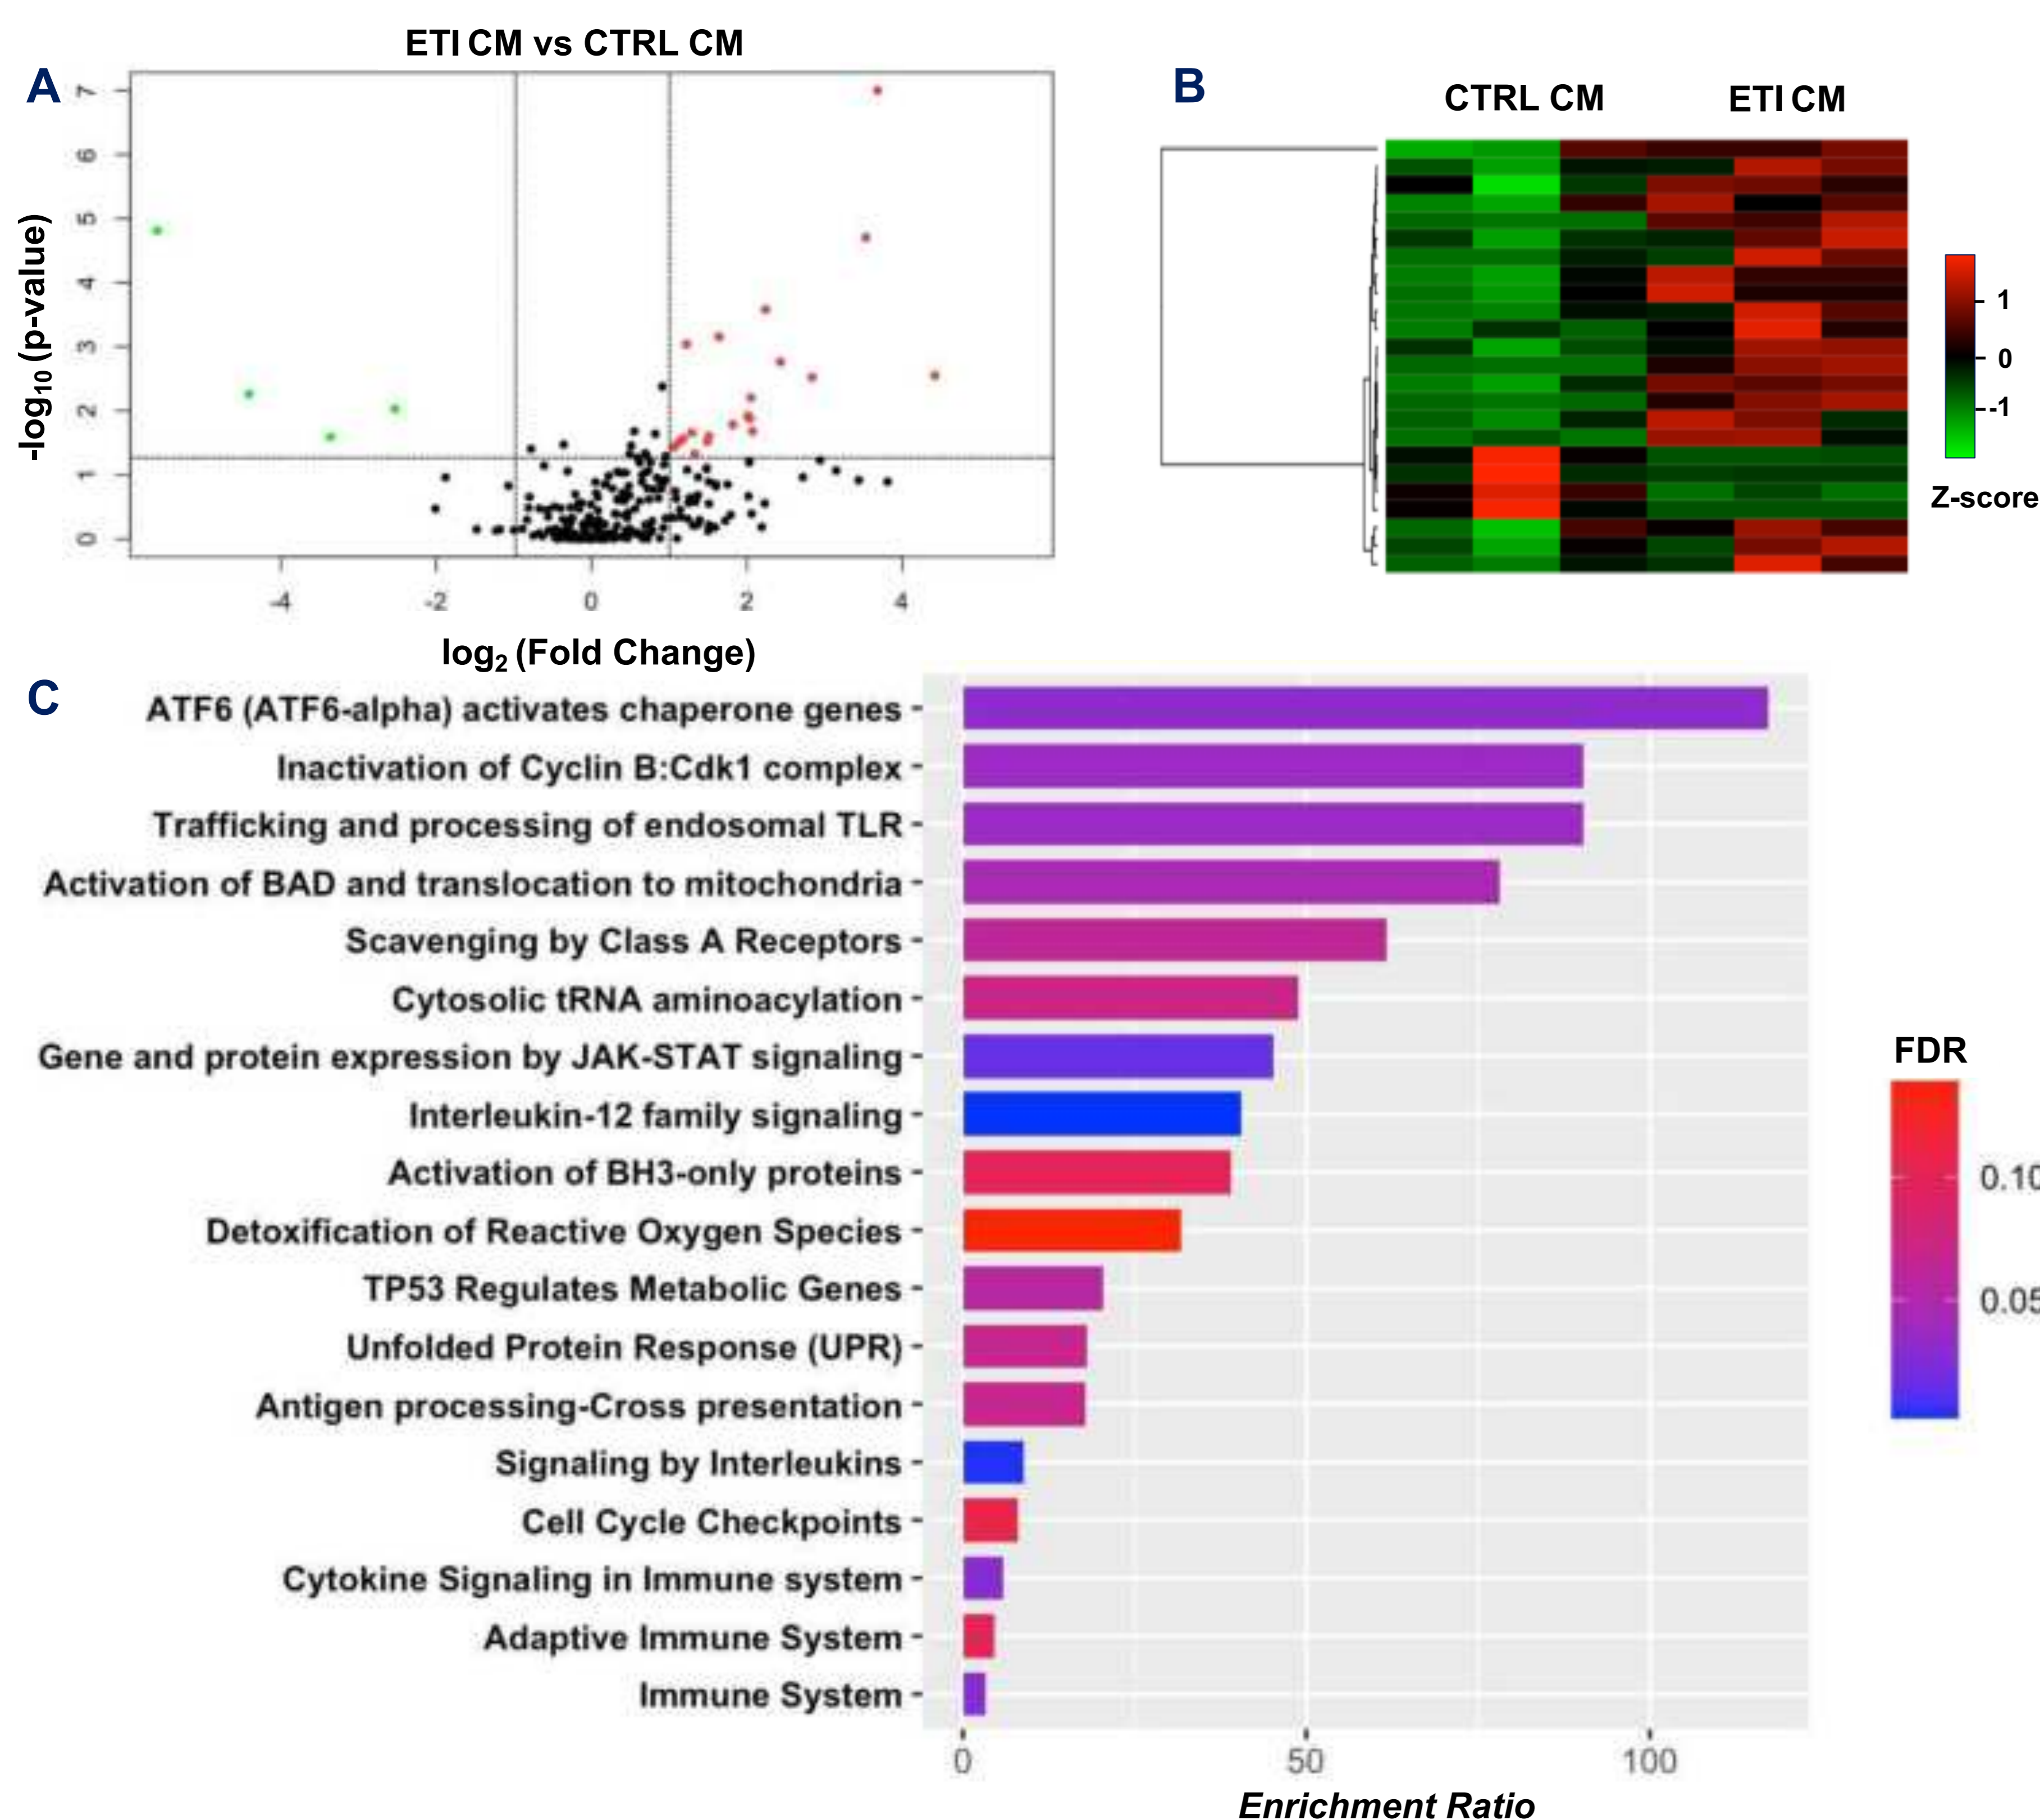 ETI CM vs CTRL CM
A
7
6
5
4
3
2
1
0
-log10 (p-value)
-4 -2 0 2 4
log2 (Fold Change)
B
CTRL CM ETI CM
1
0
-1
Z-score
C
ATF6 (ATF6-alpha) activates chaperone genes
Inactivation of Cyclin B:Cdk1 complex
Trafficking and processing of endosomal TLR
Activation of BAD and translocation to mitochondria
Scavenging by Class A Receptors
Cytosolic tRNA aminoacylation
Gene and protein expression by JAK-STAT signaling
Interleukin-12 family signaling
Activation of BH3-only proteins
Detoxification of Reactive Oxygen Species
TP53 Regulates Metabolic Genes
Unfolded Protein Response (UPR)
Antigen processing-Cross presentation
Signaling by Interleukins
Cell Cycle Checkpoints
Cytokine Signaling in Immune system
Adaptive Immune System
Immune System
0 50 100
Enrichment Ratio
FDR
0.10
0.05